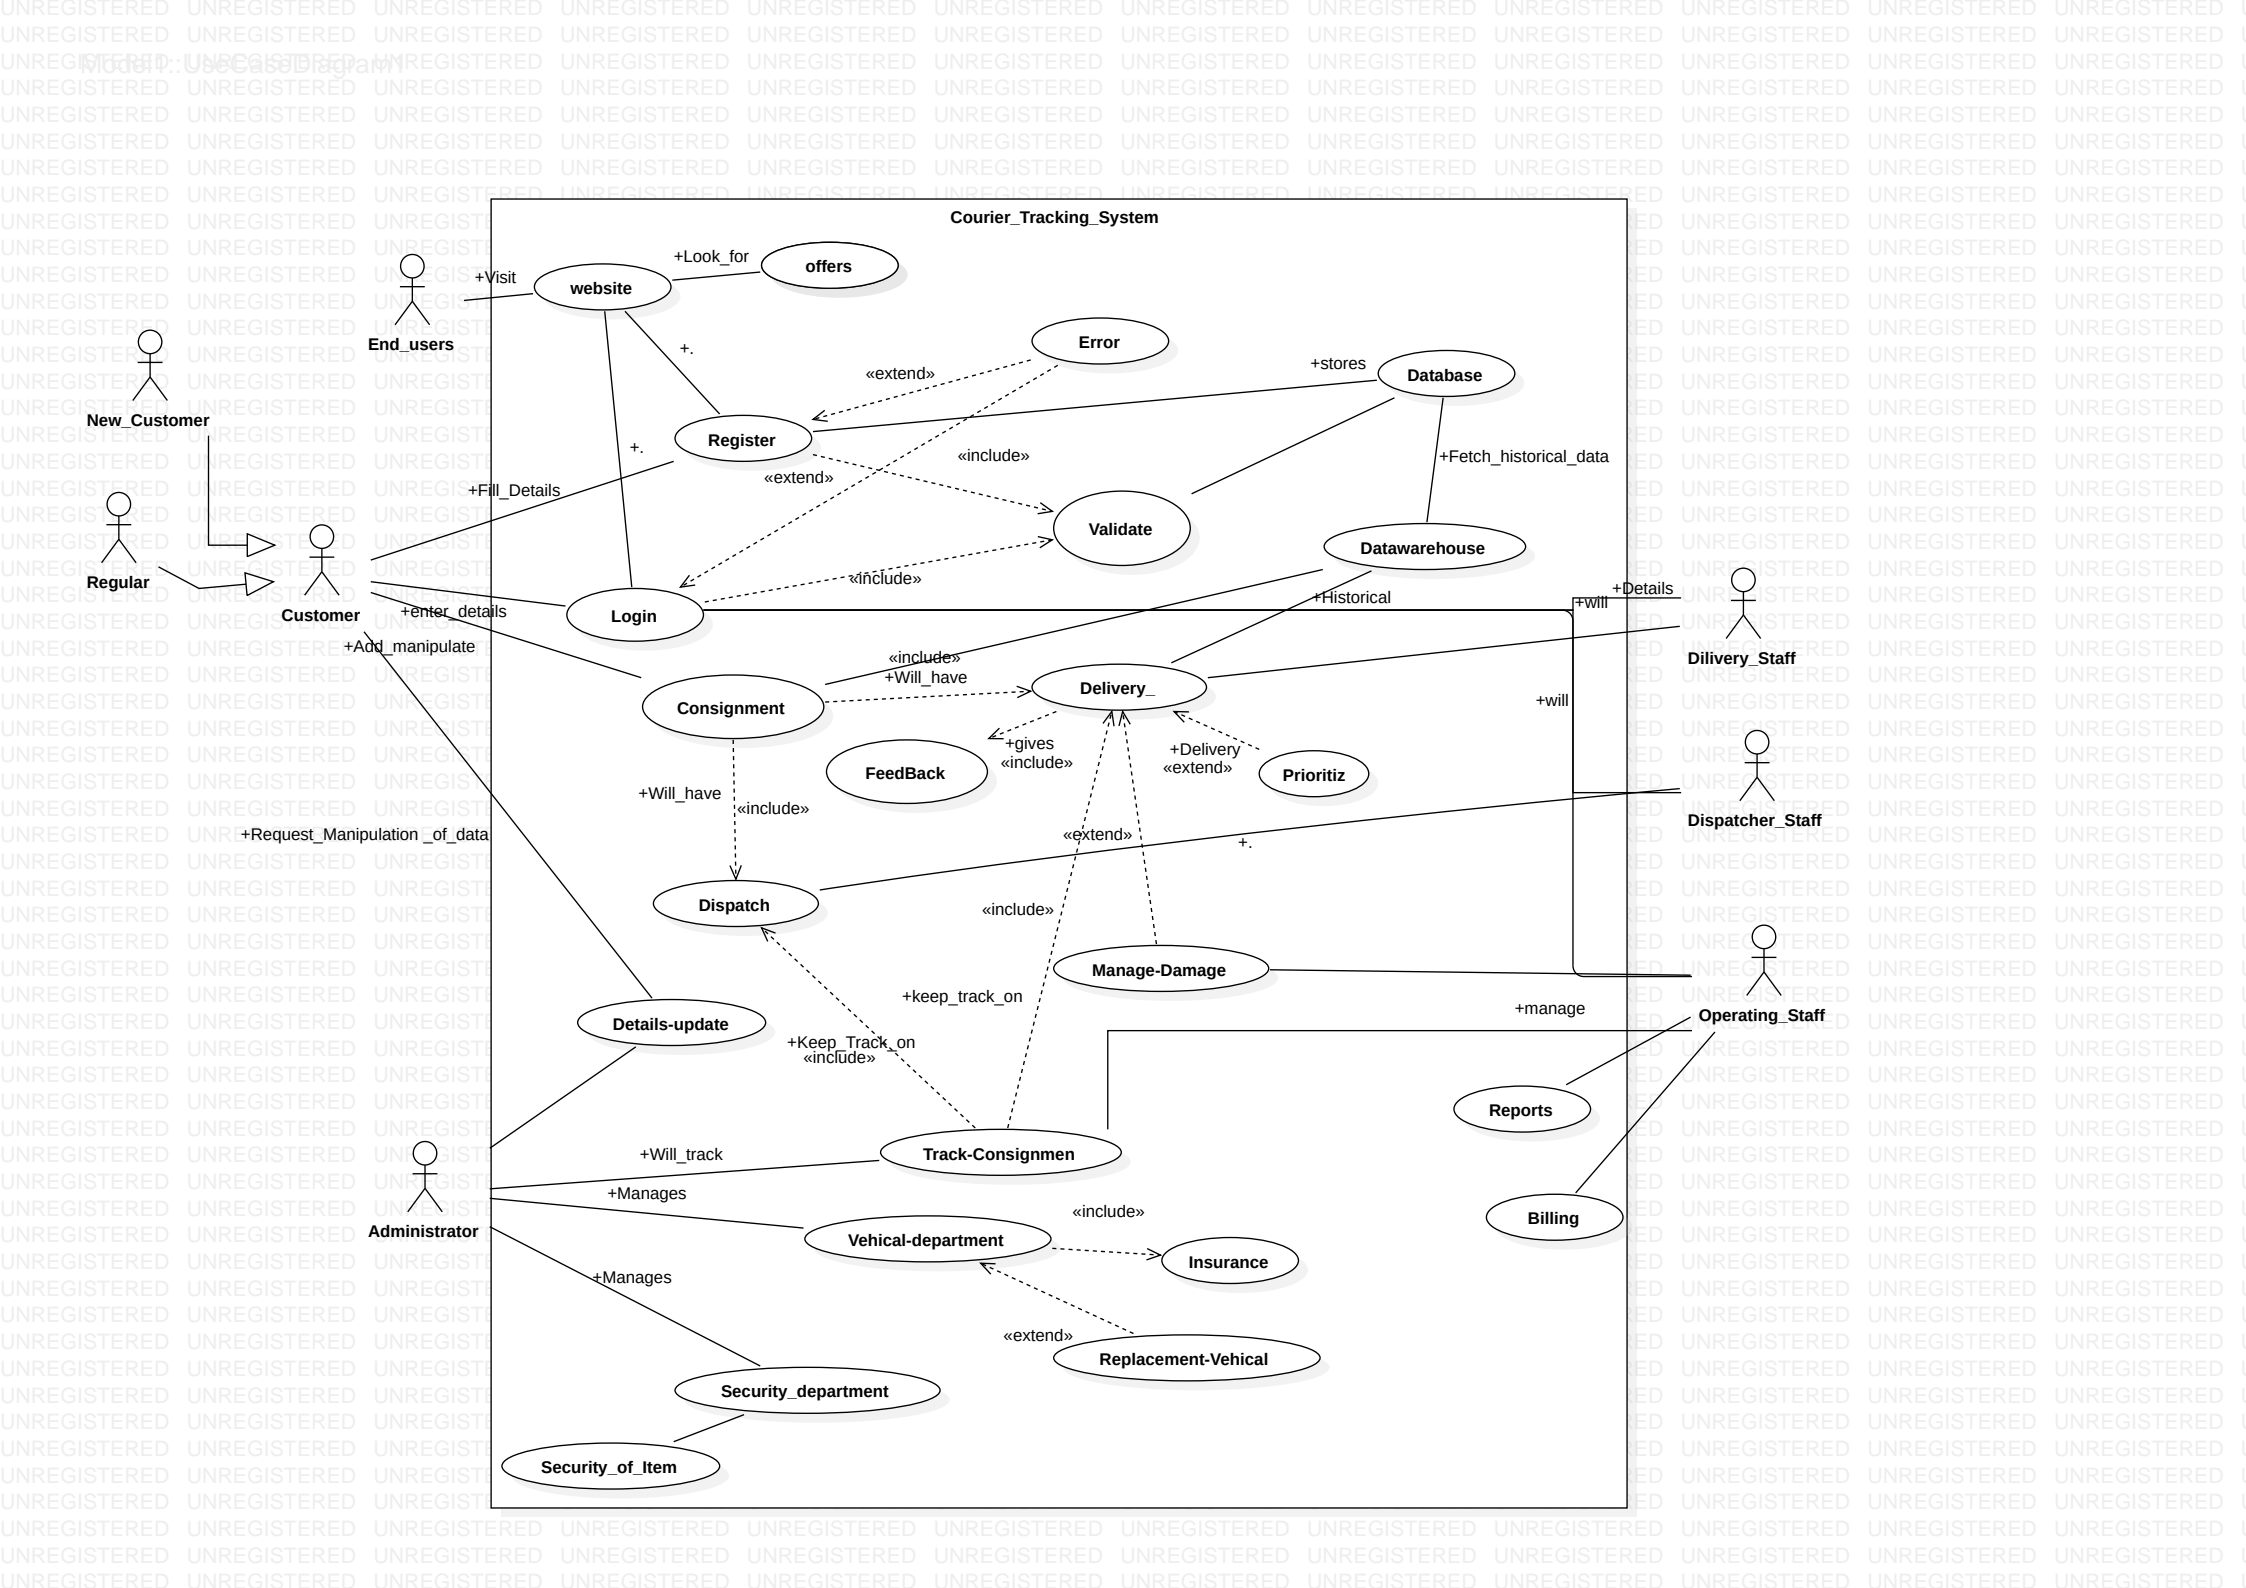 Model1::UseCaseDiagram1
UNREGISTERED
Courier_Tracking_System
+Look_for
offers
+Visit
website
End_users
+.
Error
New_Customer
«extend»
+stores
Database
Register
+.
«include»
+Fetch_historical_data
«extend»
+Fill_Details
Validate
Datawarehouse
Regular
«include»
+Details
Customer
+enter_details
Login
+Historical
+will
+Add_manipulate
«include»
+Will_have
Dilivery_Staff
Consignment
Delivery_
+will
+gives
«include»
+Delivery
«extend»
FeedBack
Prioritiz
+Will_have
«include»
Dispatcher_Staff
+Request_Manipulation _of_data
«extend»
+.
Dispatch
«include»
Manage-Damage
+keep_track_on
+manage
Operating_Staff
Details-update
+Keep_Track_on
«include»
Reports
+Will_track
Track-Consignmen
+Manages
«include»
Billing
Administrator
Vehical-department
Insurance
+Manages
«extend»
Replacement-Vehical
Security_department
Security_of_Item